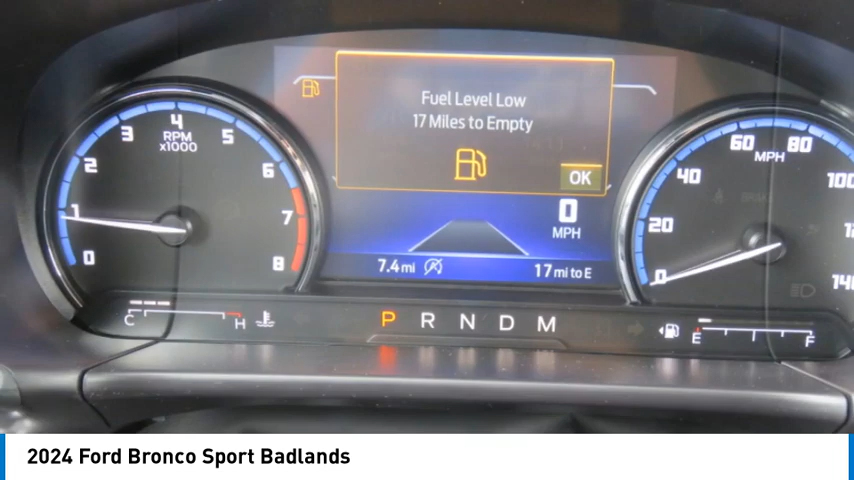 Fuel Level Low
17 Miles to Empty
OK
0
MPH
7.4 mi
17 mi to E
0
1
2
3
4
5
6
7
8
RPM
x1000
0
20
40
60
80
100
MPH
C
H
P R N D M
E
F
2024 Ford Bronco Sport Badlands